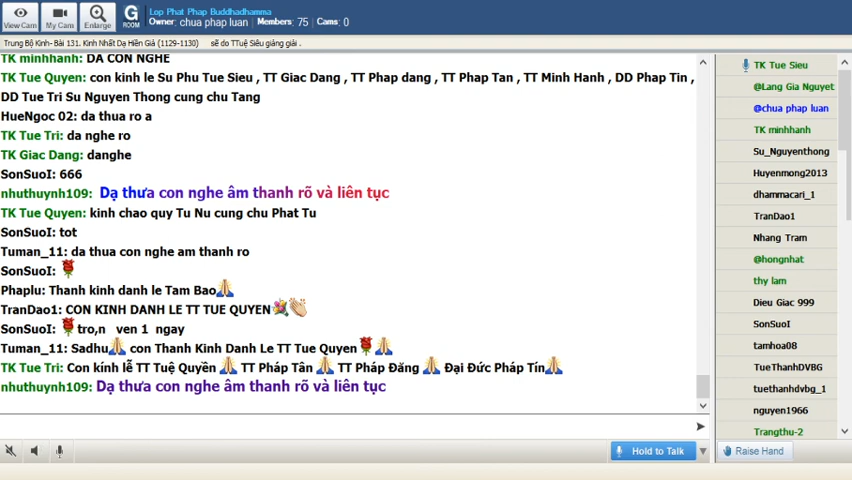 View Cam
My Cam
Enlarge
G
ROOM
Lop Phat Phap Buddhadhamma
Owner: chua phap luan Members: 75 Cams: 0
Trung Bộ Kinh- Bài 131. Kinh Nhất Dạ Hiền Giả (1129-1130) sẽ do TTuệ Siêu giảng giải .
TK minhhanh: DA CON NGHE
TK Tue Quyen: con kinh le Su Phu Tue Sieu , TT Giac Dang , TT Phap dang , TT Phap Tan , TT Minh Hanh , DD Phap Tin ,
DD Tue Tri Su Nguyen Thong cung chu Tang
HueNgoc 02: da thua ro a
TK Tue Tri: da nghe ro
TK Giac Dang: danghe
SonSuoI: 666
nhuthuynh109: Dạ thưa con nghe âm thanh rõ và liên tục
TK Tue Quyen: kinh chao quy Tu Nu cung chu Phat Tu
SonSuoI: tot
Tuman_11: da thua con nghe am thanh ro
SonSuoI:
Phaplu: Thanh kinh danh le Tam Bao
TranDao1: CON KINH DANH LE TT TUE QUYEN
SonSuoI: tro,n ven 1 ngay
Tuman_11: Sadhu con Thanh Kinh Danh Le TT Tue Quyen
TK Tue Tri: Con kính lễ TT Tuệ Quyền TT Pháp Tân TT Pháp Đăng Đại Đức Pháp Tín
nhuthuynh109: Dạ thưa con nghe âm thanh rõ và liên tục
Hold to Talk
TK Tue Sieu
@Lang Gia Nguyet
@chua phap luan
TK minhhanh
Su_Nguyenthong
Huyenmong2013
dhammacari_1
TranDao1
Nhang Tram
@hongnhat
thy lam
Dieu Giac 999
SonSuoI
tamhoa08
TueThanhDVBG
tuethanhdvbg_1
nguyen1966
Trangthu-2
Raise Hand